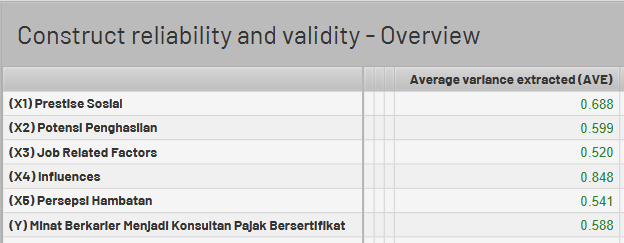 Construct reliability and validity - Overview
Average variance extracted (AVE)
(X1) Prestise Sosial 0.688
(X2) Potensi Penghasilan 0.599
(X3) Job Related Factors 0.520
(X4) Influences 0.848
(X5) Persepsi Hambatan 0.541
(Y) Minat Berkarier Menjadi Konsultan Pajak Bersertifikat 0.588